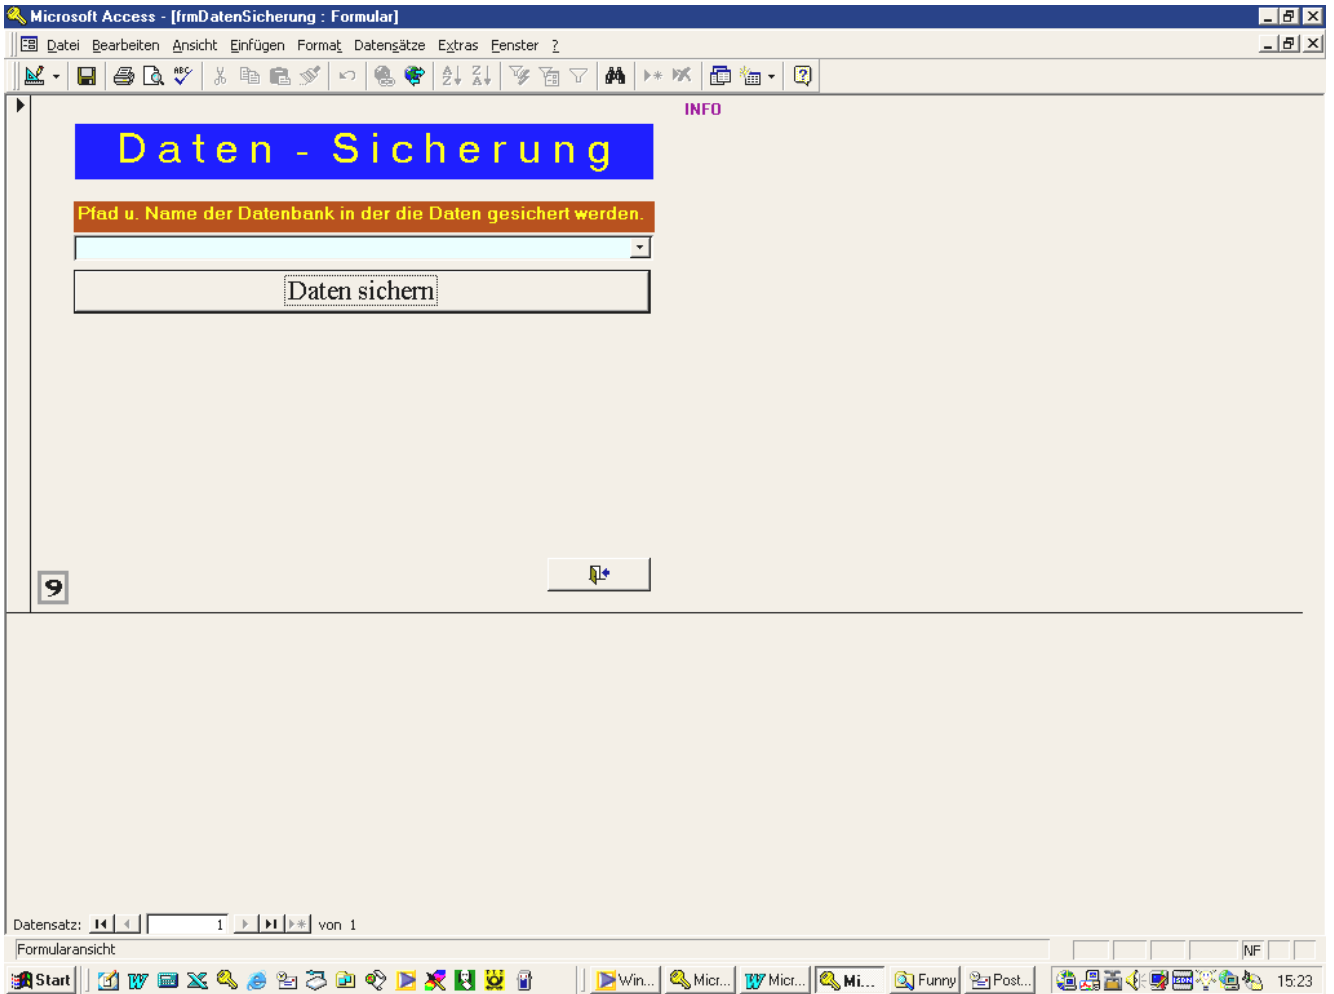 Microsoft Access - [frmDatenSicherung : Formular]
Datei Bearbeiten Ansicht Einfügen Format Datensätze Extras Fenster ?
INFO
Daten - Sicherung
Pfad u. Name der Datenbank in der die Daten gesichert werden.
Daten sichern
9
Datensatz: 1 von 1
Formularansicht NF
Start Win... Micr... Micr... Mi... Funny Post... 15:23